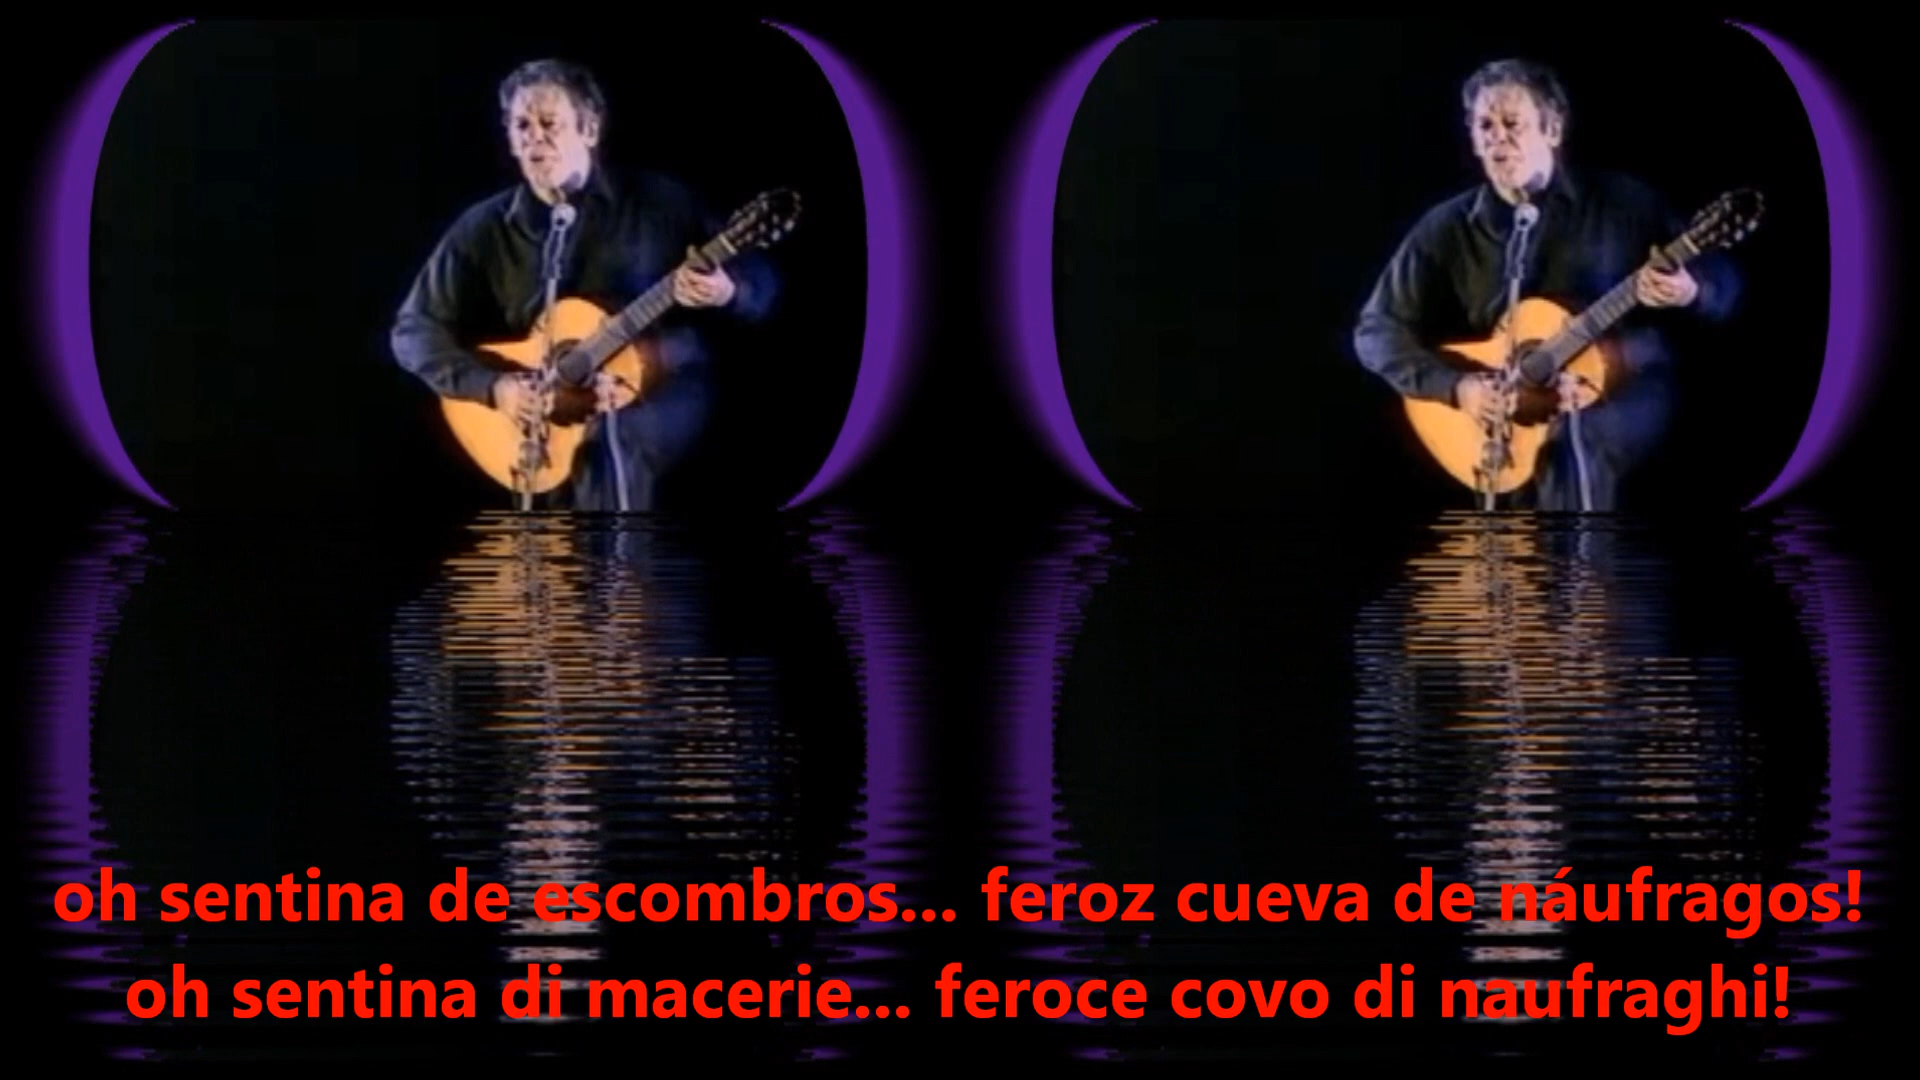 oh sentina de escombros... feroz cueva de náufragos!
oh sentina di macerie... feroce covo di naufraghi!